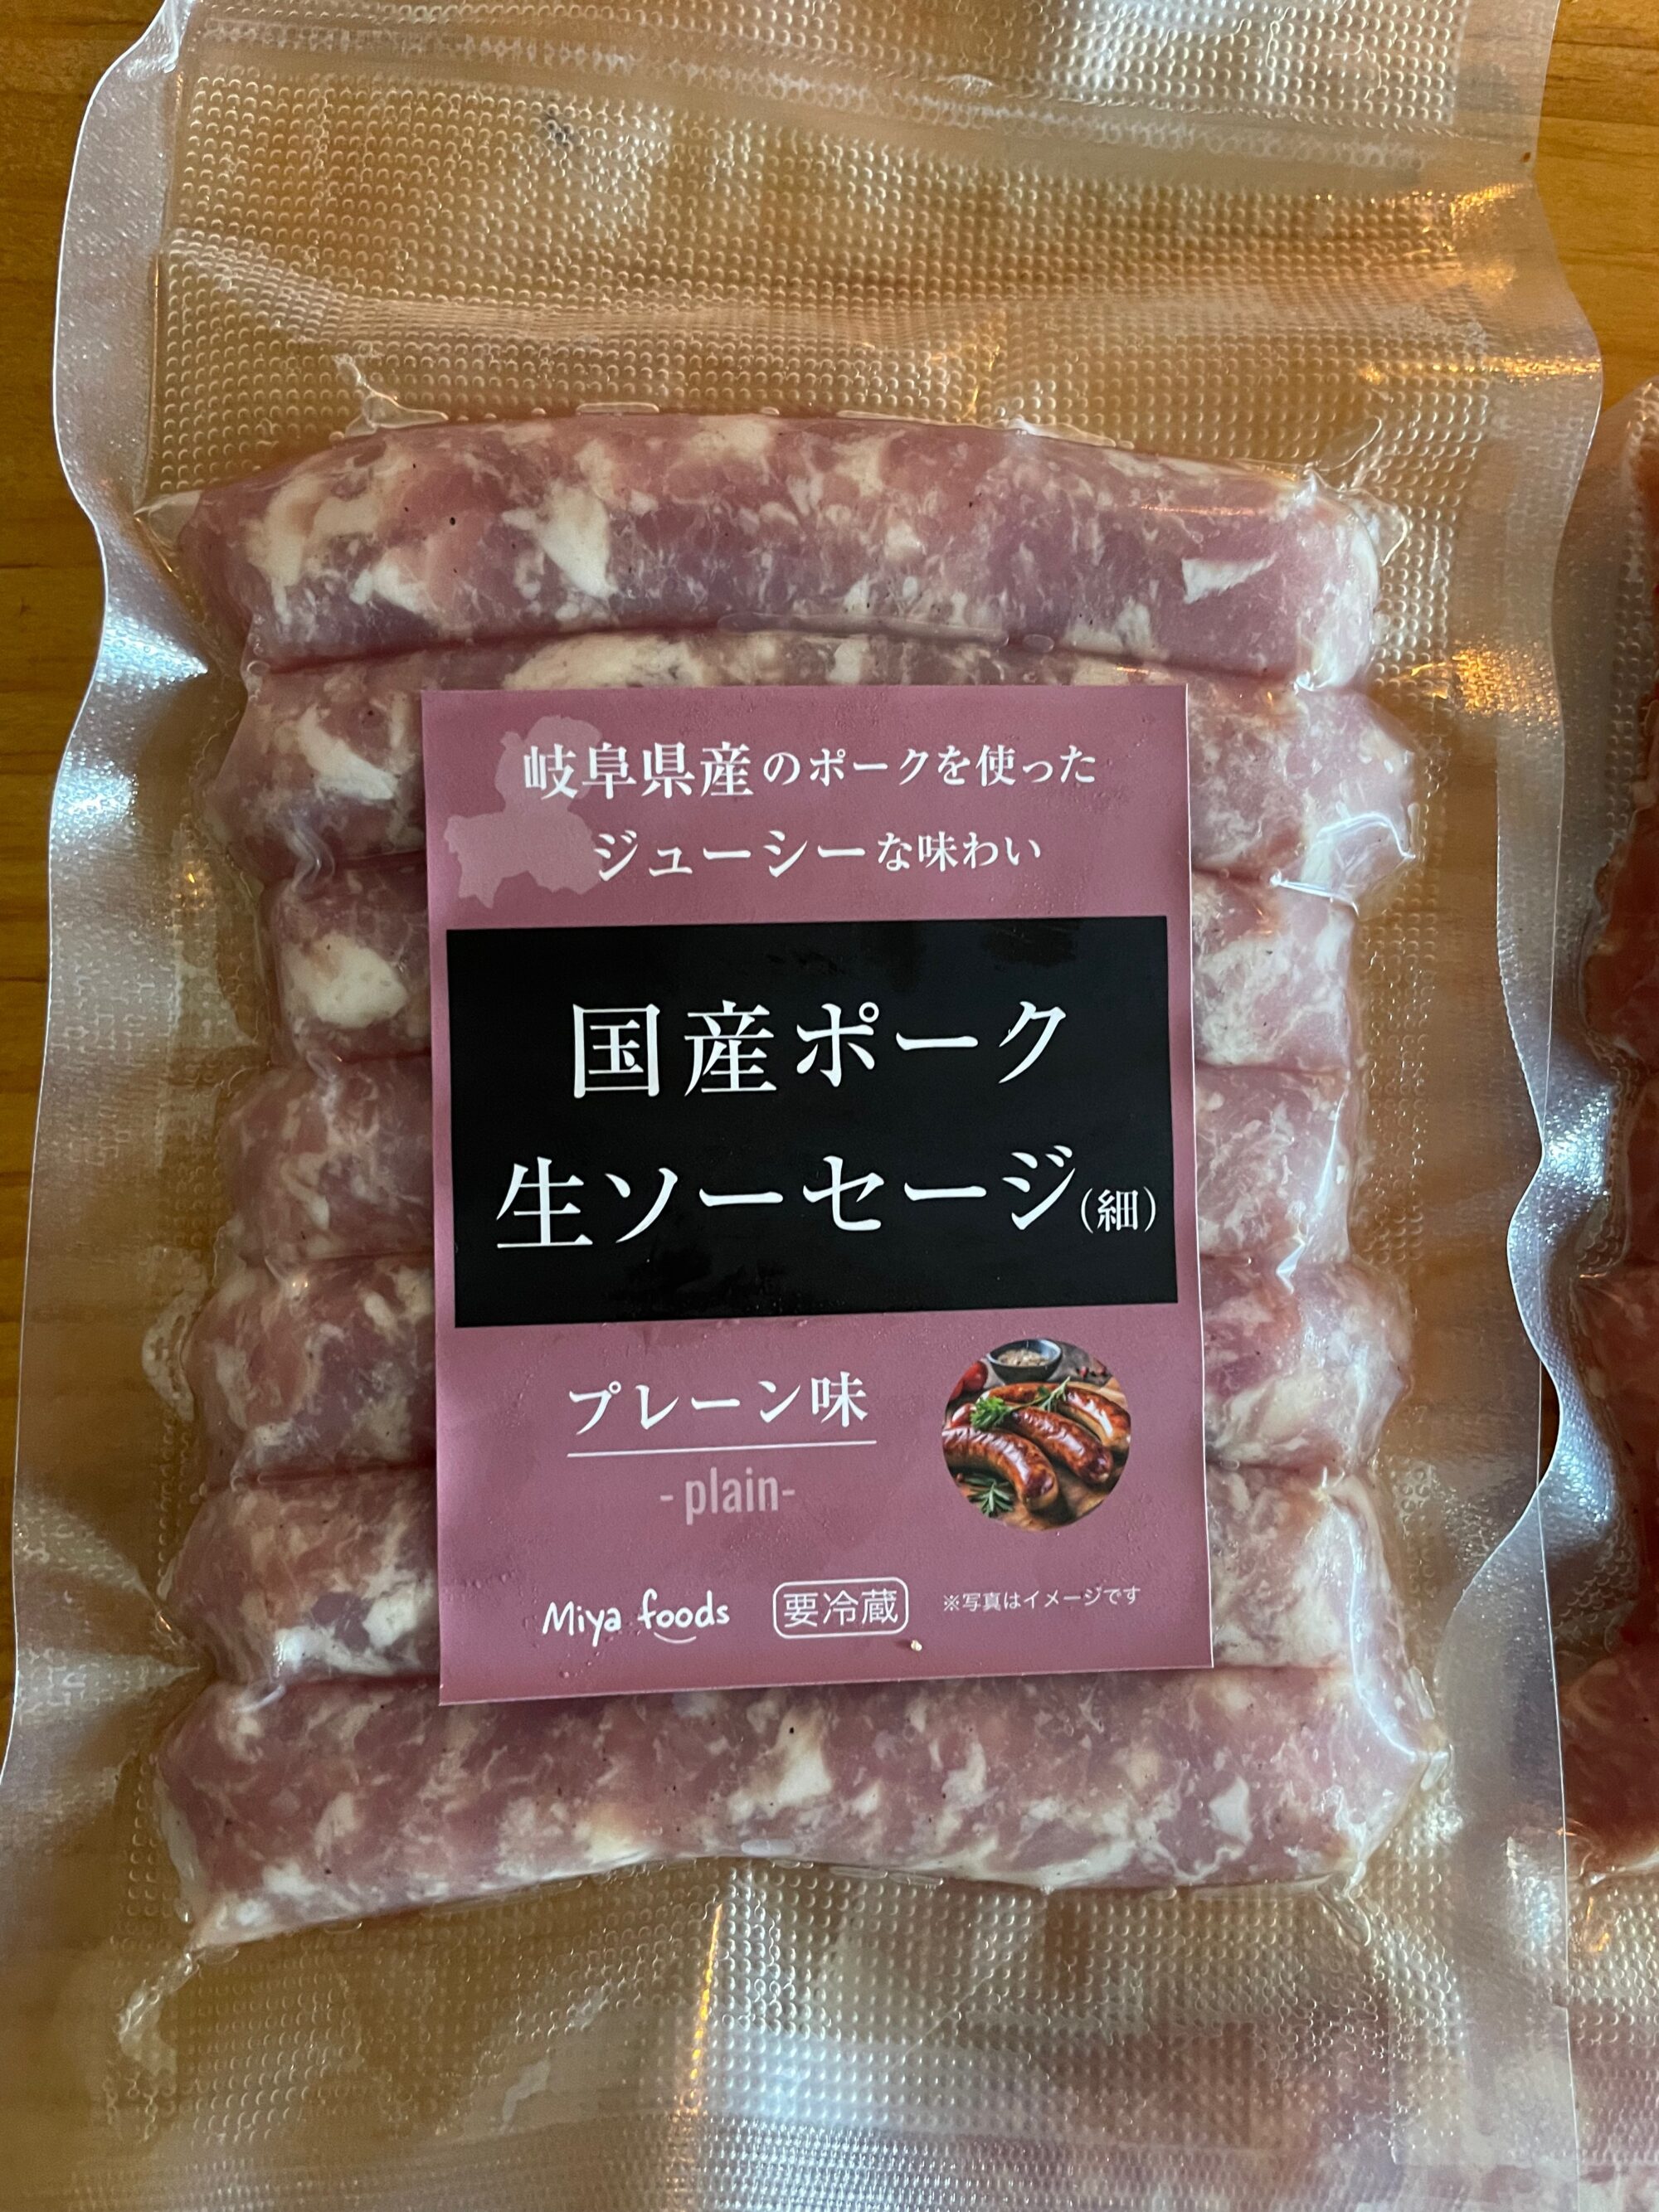 岐阜県産のポークを使った
ジューシーな味わい
国産ポーク
生ソーセージ(細)
プレーン味
-plain-
Miya foods 要冷蔵 ※写真はイメージです